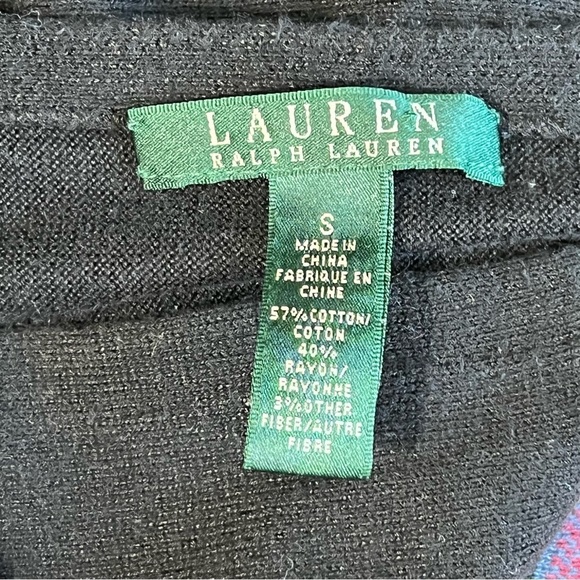 LAUREN
RALPH LAUREN
S
MADE IN
CHINA
FABRIQUE EN
CHINE
57% COTTON/
COTON
40%
RAYON/
RAYONNE
3% OTHER
FIBER/AUTRE
FIBRE